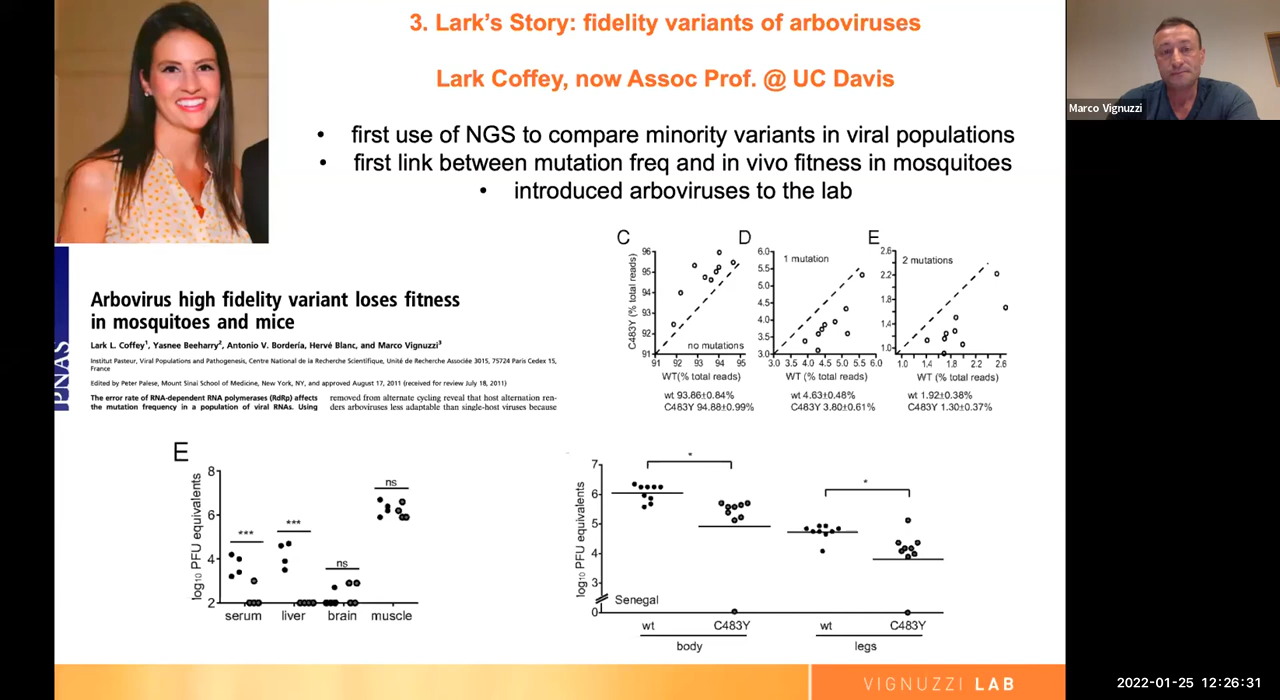 3. Lark's Story: fidelity variants of arboviruses
Lark Coffey, now Assoc Prof. @ UC Davis
• first use of NGS to compare minority variants in viral populations
• first link between mutation freq and in vivo fitness in mosquitoes
• introduced arboviruses to the lab
Marco Vignuzzi
PNAS
Arbovirus high fidelity variant loses fitness
in mosquitoes and mice
Lark L. Coffey¹, Yasnee Beeharry², Antonio V. Bordería, Hervé Blanc, and Marco Vignuzzi³
Institut Pasteur, Viral Populations and Pathogenesis, Centre National de la Recherche Scientifique, Unité de Recherche Associée 3015, 75724 Paris Cedex 15,
France
Edited by Peter Palese, Mount Sinai School of Medicine, New York, NY, and approved August 17, 2011 (received for review July 18, 2011)
The error rate of RNA-dependent RNA polymerases (RdRp) affects
the mutation frequency in a population of viral RNAs. Using
removed from alternate cycling reveal that host alternation ren-
ders arboviruses less adaptable than single-host viruses because
C
C483Y (% total reads)
96
95
94
93
92
91
no mutations
91 92 93 94 95
WT(% total reads)
wt 93.86±0.84%
C483Y 94.88±0.99%
D
6.0
5.5
5.0
4.5
4.0
3.5
3.0
1 mutation
3.0 3.5 4.0 4.5 5.0 5.5 6.0
WT (% total reads)
wt 4.63±0.48%
C483Y 3.80±0.61%
E
2.6
2.2
1.8
1.4
1.0
2 mutations
1.0 1.4 1.8 2.2 2.6
WT (% total reads)
wt 1.92±0.38%
C483Y 1.30±0.37%
E
log₁₀ PFU equivalents
8
6
4
2
*** *** ns ns
serum liver brain muscle
log₁₀ PFU equivalents
7
6
5
4
3
0
* *
Senegal
wt C483Y wt C483Y
body legs
VIGNUZZI LAB
2022-01-25 12:26:31